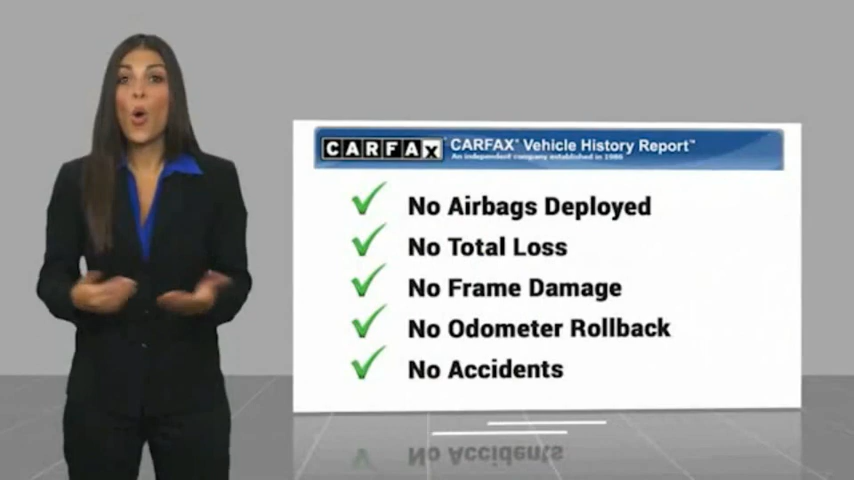 CARFAX CARFAX® Vehicle History Report™
An independent company established in 1986
No Airbags Deployed
No Total Loss
No Frame Damage
No Odometer Rollback
No Accidents
No Accidents